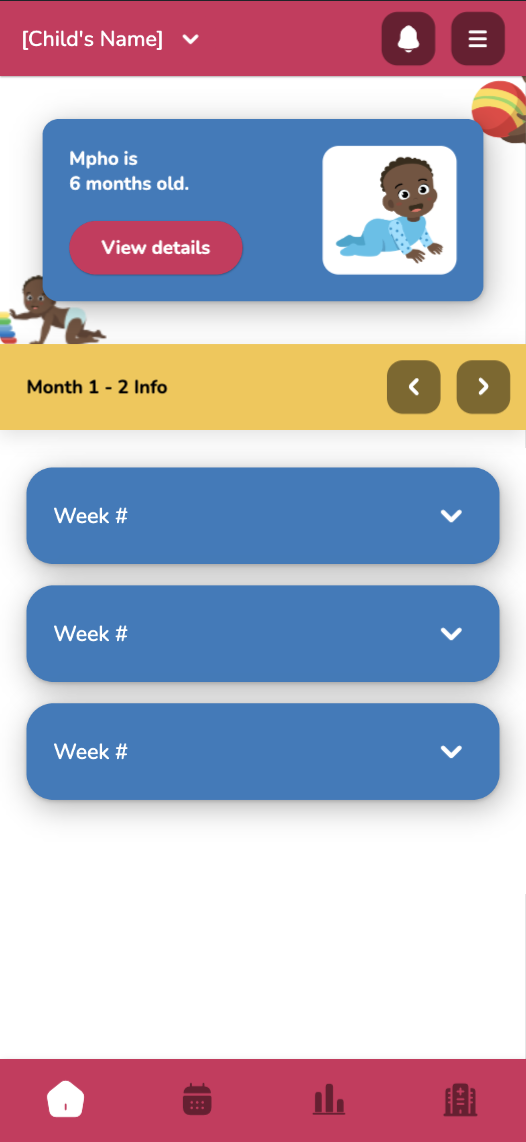 [Child's Name]
Mpho is
6 months old.
View details
Month 1 - 2 Info
Week #
Week #
Week #